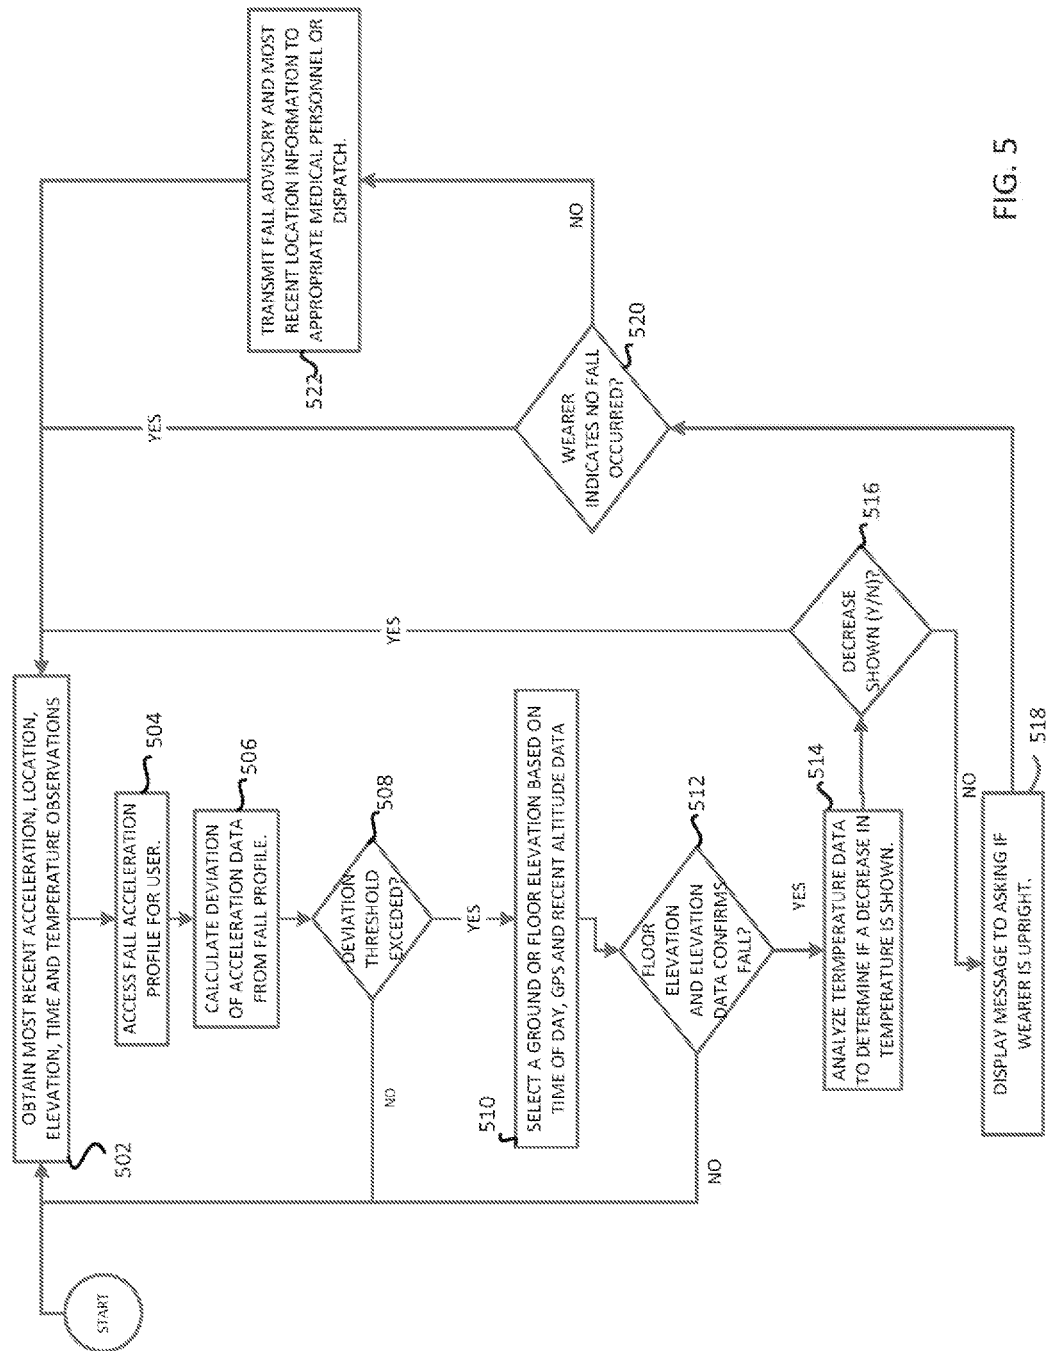 START
OBTAIN MOST RECENT ACCELERATION, LOCATION,
ELEVATION, TIME AND TEMPERATURE OBSERVATIONS
502
ACCESS FALL ACCELERATION
PROFILE FOR USER.
504
CALCULATE DEVIATION
OF ACCELERATION DATA
FROM FALL PROFILE.
506
DEVIATION
THRESHOLD
EXCEDED?
508
NO
YES
SELECT A GROUND OR FLOOR ELEVATION BASED ON
TIME OF DAY, GPS AND RECENT ALTITUDE DATA
510
FLOOR
ELEVATION
AND ELEVATION
DATA CONFIRMS
FALL?
512
NO
YES
ANALYZE TERMPERATURE DATA
TO DETERMINE IF A DECREASE IN
TEMPERATURE IS SHOWN.
514
DECREASE
SHOWN (Y/N)?
516
YES
NO
DISPLAY MESSAGE TO ASKING IF
WEARER IS UPRIGHT.
518
WEARER
INDICATES NO FALL
OCCURRED?
520
YES
NO
TRANSMIT FALL ADVISORY AND MOST
RECENT LOCATION INFORMATION TO
APPROPRIATE MEDICAL PERSONNEL OR
DISPATCH.
522
FIG. 5